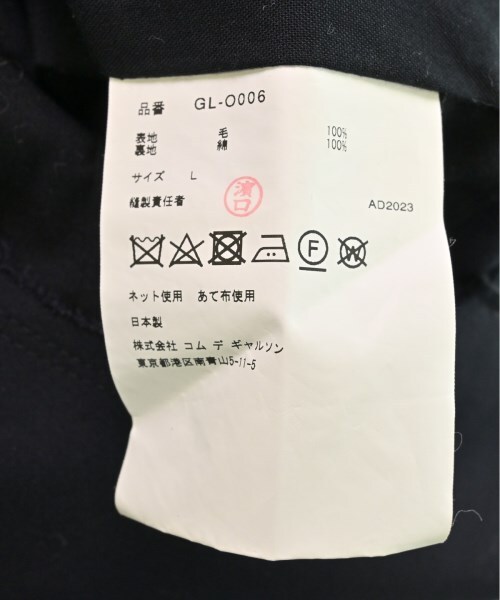 品番 GL-O006
表地 毛 100%
裏地 綿 100%
サイズ L
縫製責任者 濱口 AD2023
ネット使用 あて布使用
日本製
株式会社 コム デ ギャルソン
東京都港区南青山5-11-5